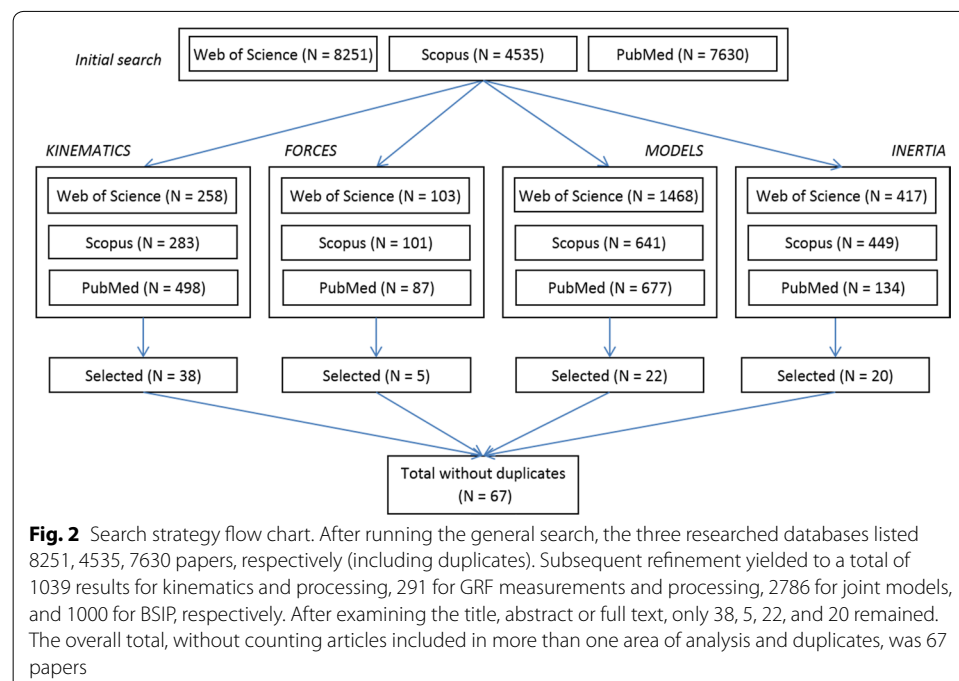 Initial search
Web of Science (N = 8251)
Scopus (N = 4535)
PubMed (N = 7630)
KINEMATICS
Web of Science (N = 258)
Scopus (N = 283)
PubMed (N = 498)
Selected (N = 38)
FORCES
Web of Science (N = 103)
Scopus (N = 101)
PubMed (N = 87)
Selected (N = 5)
MODELS
Web of Science (N = 1468)
Scopus (N = 641)
PubMed (N = 677)
Selected (N = 22)
INERTIA
Web of Science (N = 417)
Scopus (N = 449)
PubMed (N = 134)
Selected (N = 20)
Total without duplicates
(N = 67)
Fig. 2 Search strategy flow chart. After running the general search, the three researched databases listed
8251, 4535, 7630 papers, respectively (including duplicates). Subsequent refinement yielded to a total of
1039 results for kinematics and processing, 291 for GRF measurements and processing, 2786 for joint models,
and 1000 for BSIP, respectively. After examining the title, abstract or full text, only 38, 5, 22, and 20 remained.
The overall total, without counting articles included in more than one area of analysis and duplicates, was 67
papers